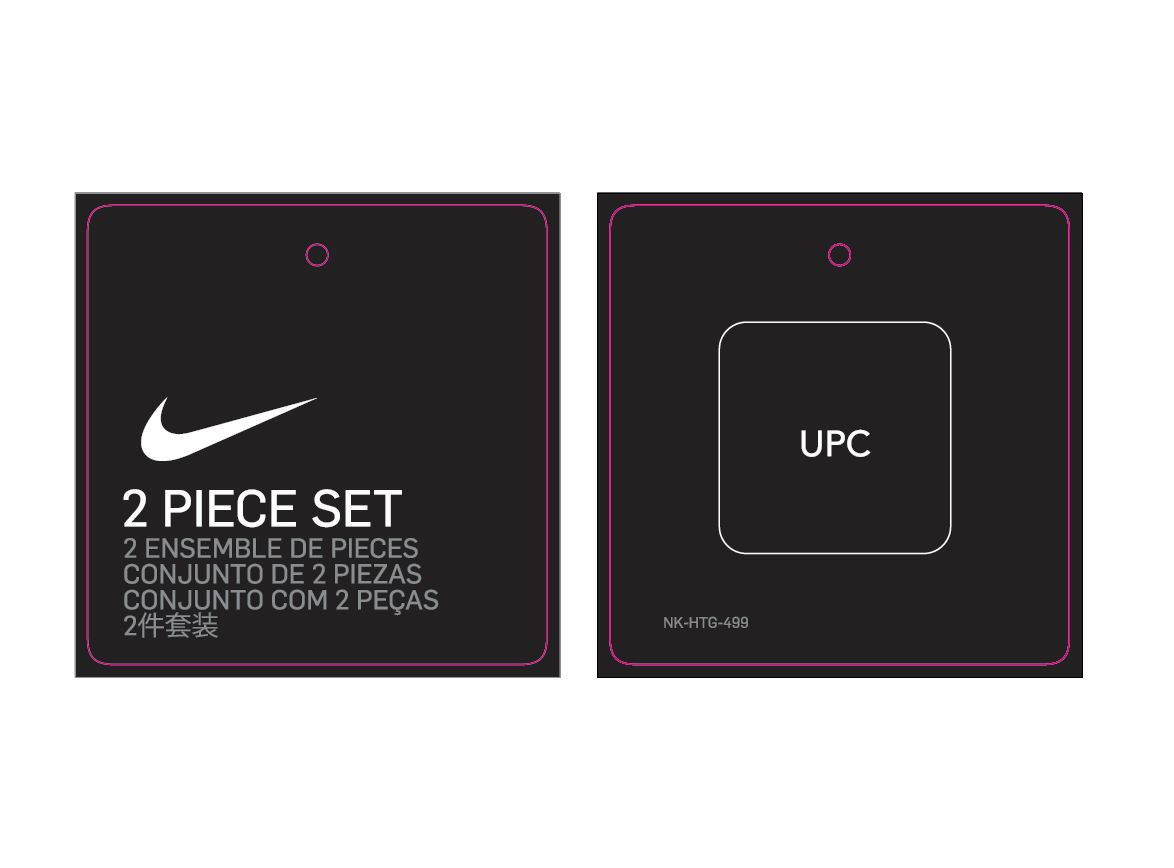 2 PIECE SET
2 ENSEMBLE DE PIECES
CONJUNTO DE 2 PIEZAS
CONJUNTO COM 2 PEÇAS
2件套装
UPC
NK-HTG-499